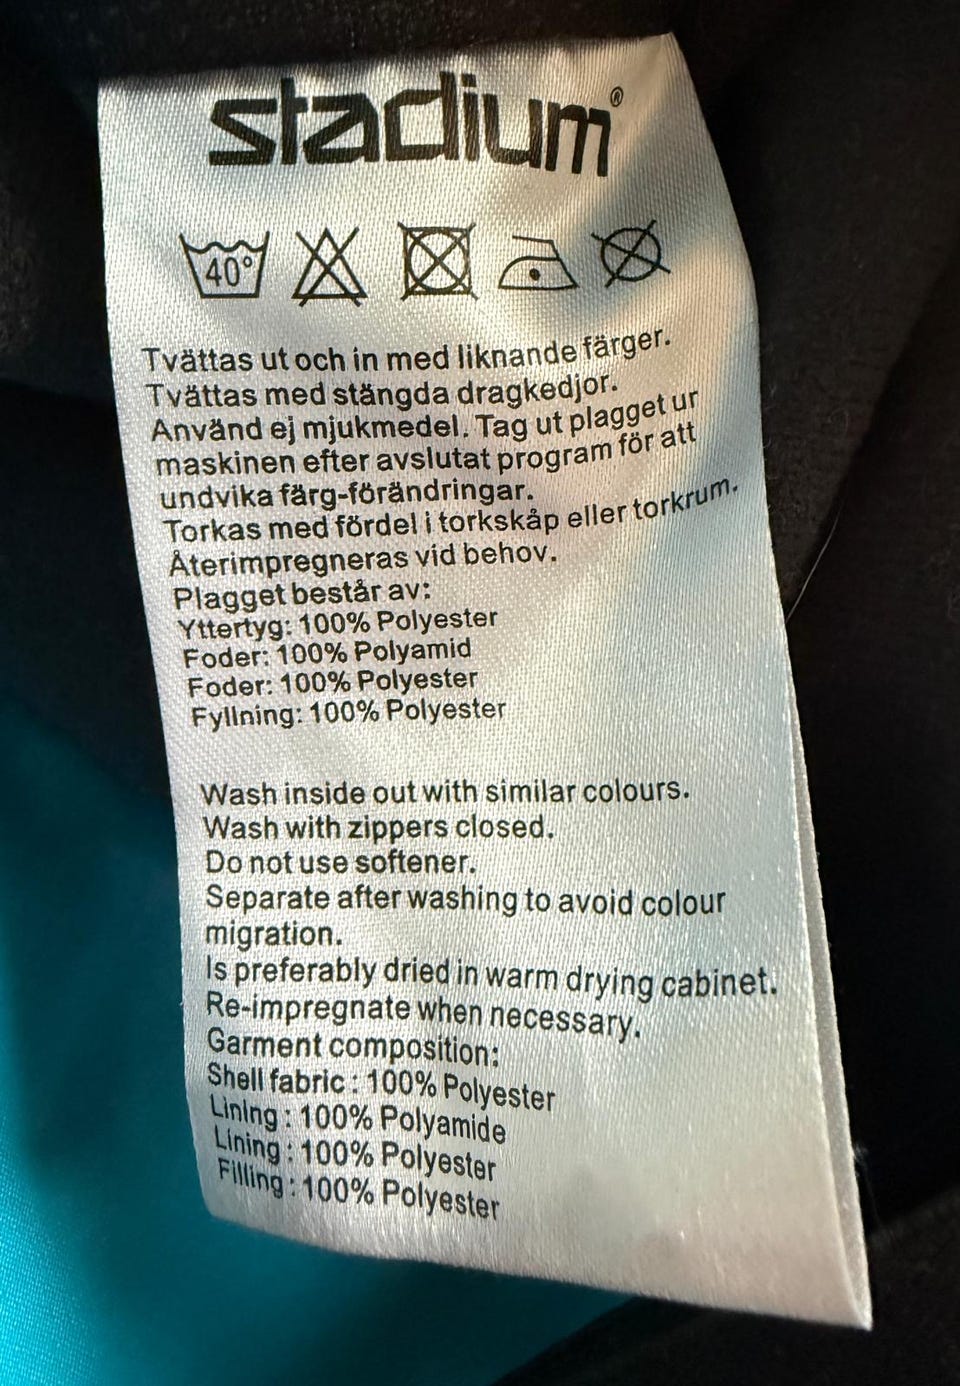 stadium®
40°
Tvättas ut och in med liknande färger.
Tvättas med stängda dragkedjor.
Använd ej mjukmedel. Tag ut plagget ur
maskinen efter avslutat program för att
undvika färg-förändringar.
Torkas med fördel i torkskåp eller torkrum.
Återimpregneras vid behov.
Plagget består av:
Yttertyg: 100% Polyester
Foder: 100% Polyamid
Foder: 100% Polyester
Fyllning: 100% Polyester
Wash inside out with similar colours.
Wash with zippers closed.
Do not use softener.
Separate after washing to avoid colour
migration.
Is preferably dried in warm drying cabinet.
Re-impregnate when necessary.
Garment composition:
Shell fabric : 100% Polyester
Lining : 100% Polyamide
Lining : 100% Polyester
Filling : 100% Polyester